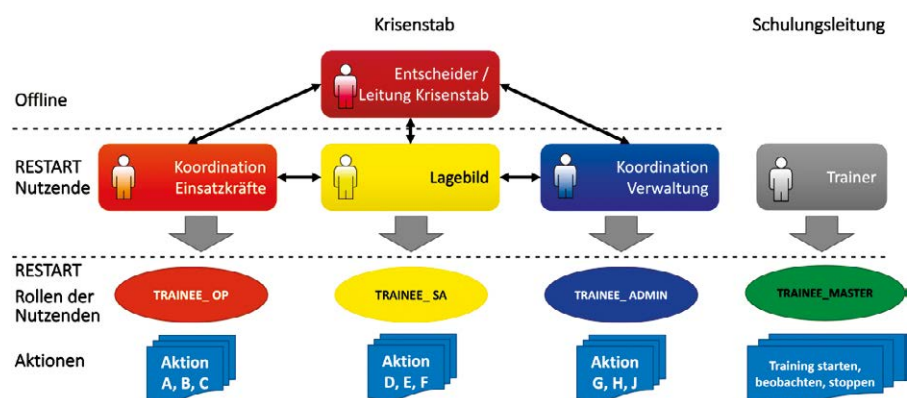 Krisenstab
Schulungsleitung
Offline
Entscheider /
Leitung Krisenstab
RESTART
Nutzende
Koordination
Einsatzkräfte
Lagebild
Koordination
Verwaltung
Trainer
RESTART
Rollen der
Nutzenden
TRAINEE_ OP
TRAINEE_ SA
TRAINEE_ ADMIN
TRAINEE_MASTER
Aktionen
Aktion
A, B, C
Aktion
D, E, F
Aktion
G, H, J
Training starten,
beobachten, stoppen